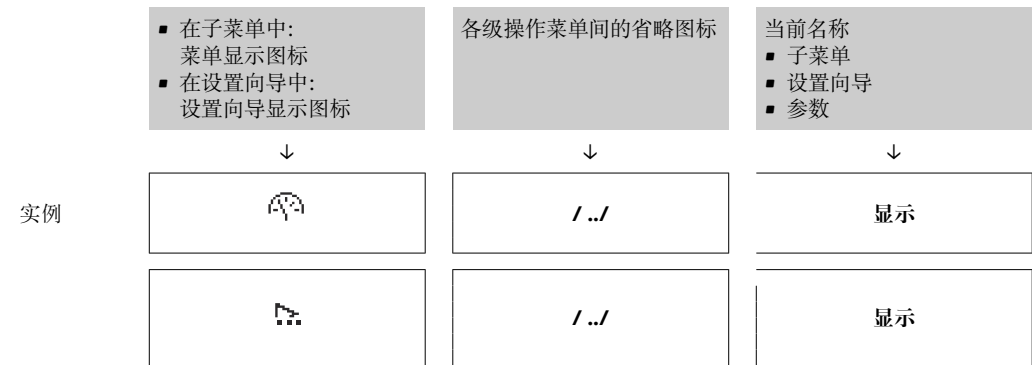 ▪ 在子菜单中:
菜单显示图标
▪ 在设置向导中:
设置向导显示图标
各级操作菜单间的省略图标
当前名称
▪ 子菜单
▪ 设置向导
▪ 参数
↓ ↓ ↓
实例
/ ../
显示
/ ../
显示